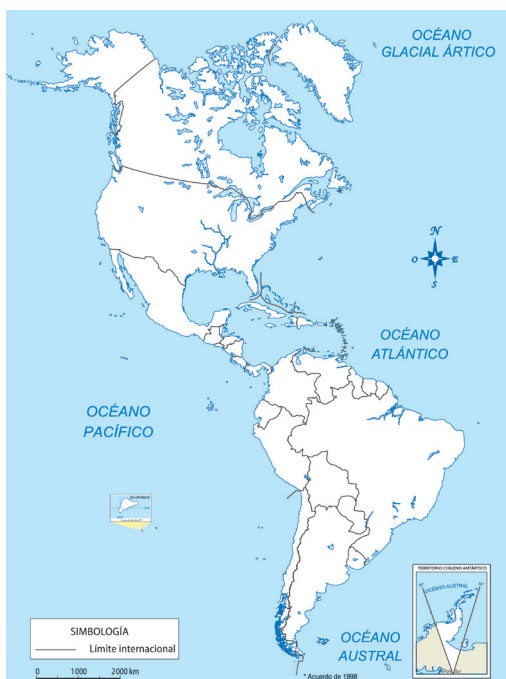 OCÉANO
GLACIAL ÁRTICO
N
O
E
S
OCÉANO
ATLÁNTICO
OCÉANO
PACÍFICO
TERRITORIO CHILENO ANTÁRTICO
OCÉANO AUSTRAL
SIMBOLOGÍA
Límite internacional
0 1000 2000 km
OCÉANO
AUSTRAL
* Acuerdo de 1998